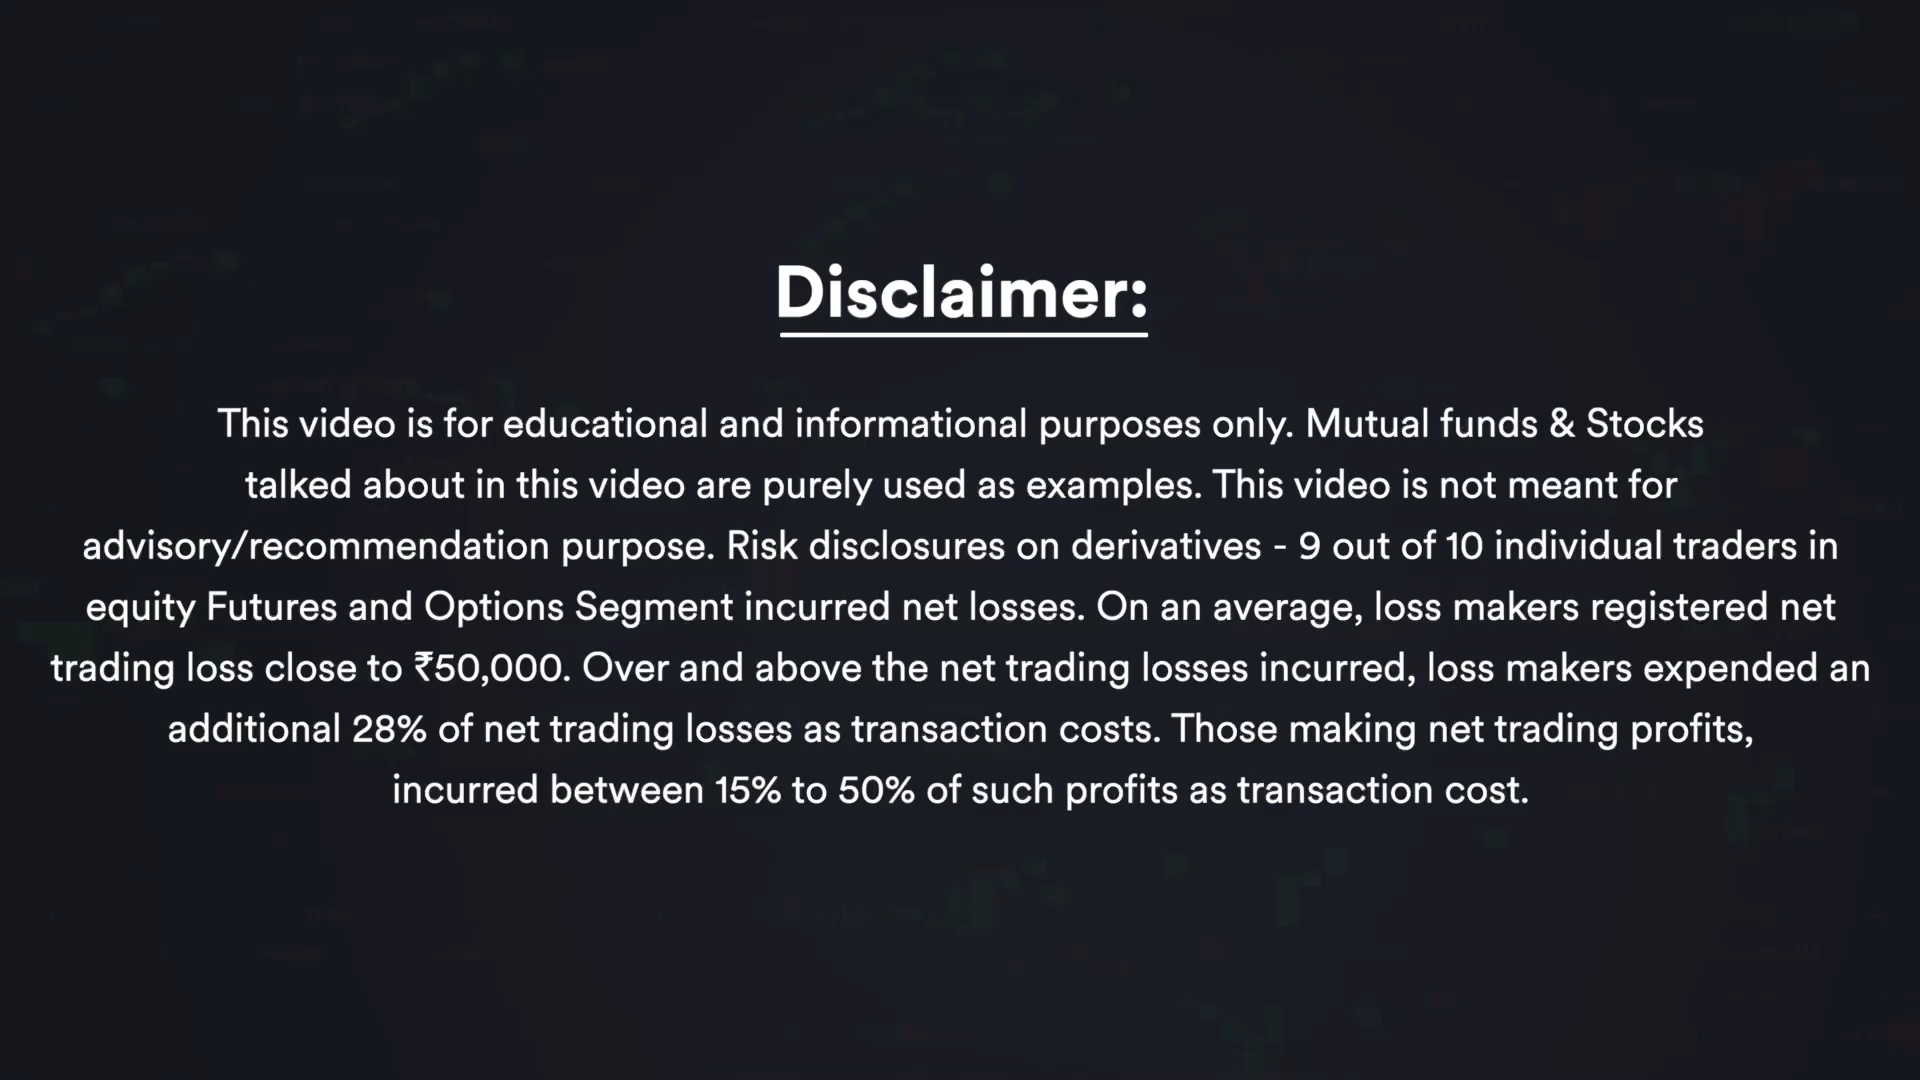 Disclaimer:
This video is for educational and informational purposes only. Mutual funds & Stocks
talked about in this video are purely used as examples. This video is not meant for
advisory/recommendation purpose. Risk disclosures on derivatives - 9 out of 10 individual traders in
equity Futures and Options Segment incurred net losses. On an average, loss makers registered net
trading loss close to ₹50,000. Over and above the net trading losses incurred, loss makers expended an
additional 28% of net trading losses as transaction costs. Those making net trading profits,
incurred between 15% to 50% of such profits as transaction cost.